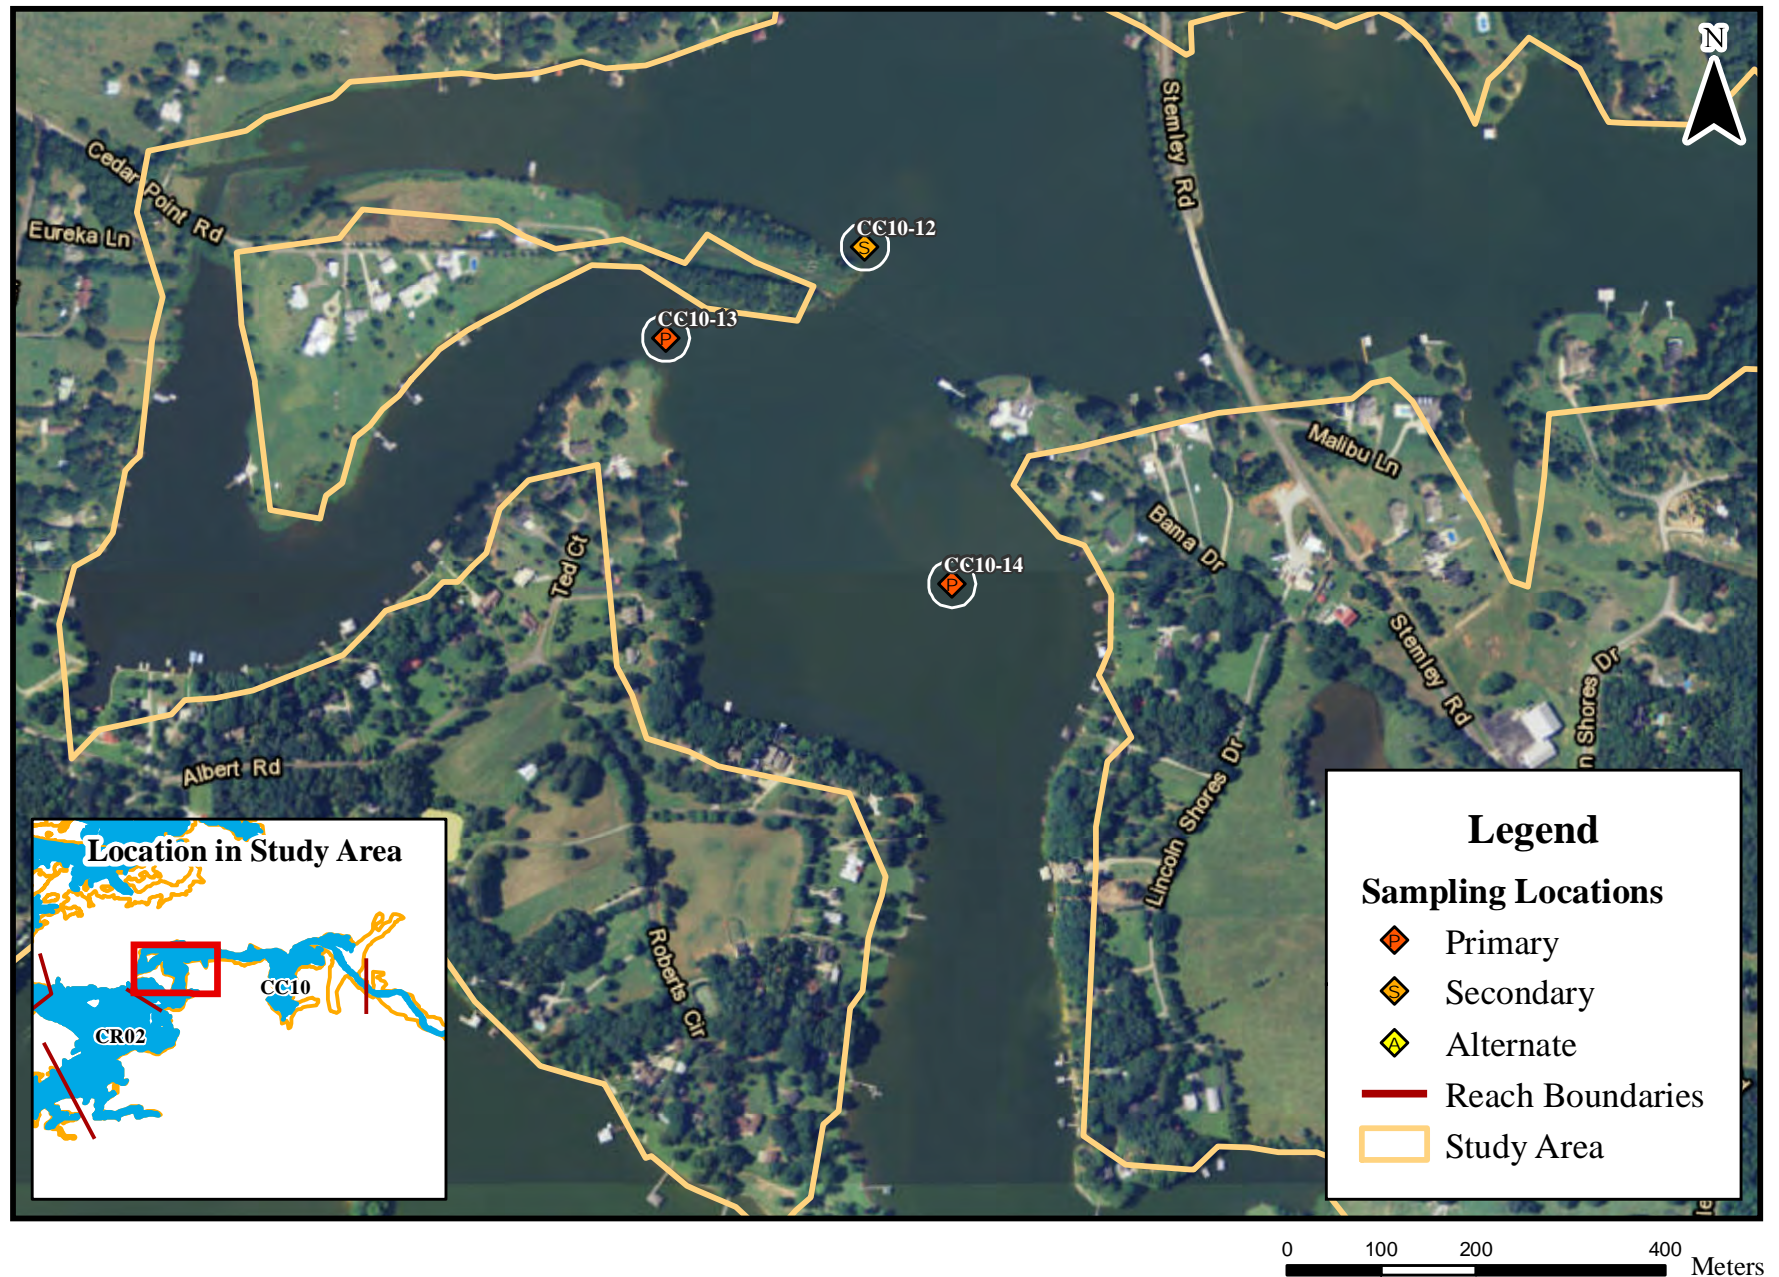 N
Stemley Rd
Cedar Point Rd
Eureka Ln
CC10-12
S
CC10-13
P
Malibu Ln
Bama Dr
Ted Ct
CC10-14
P
Stemley Rd
n Shores Dr
Albert Rd
Lincoln Shores Dr
Roberts Cir
Location in Study Area
CC10
CR02
Legend
Sampling Locations
P Primary
S Secondary
A Alternate
Reach Boundaries
Study Area
le
0 100 200 400
Meters